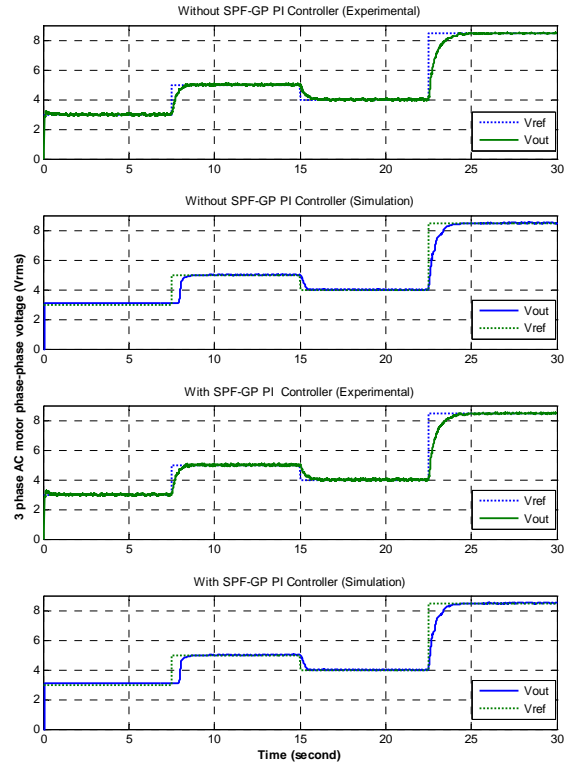 Without SPF-GP PI Controller (Experimental)
8
6
4
2
0
0 5 10 15 20 25 30
Vref
Vout
Without SPF-GP PI Controller (Simulation)
8
6
4
2
0
0 5 10 15 20 25 30
Vout
Vref
3 phase AC motor phase-phase voltage (Vrms)
With SPF-GP PI Controller (Experimental)
8
6
4
2
0
0 5 10 15 20 25 30
Vref
Vout
With SPF-GP PI Controller (Simulation)
8
6
4
2
0
0 5 10 15 20 25 30
Vout
Vref
Time (second)